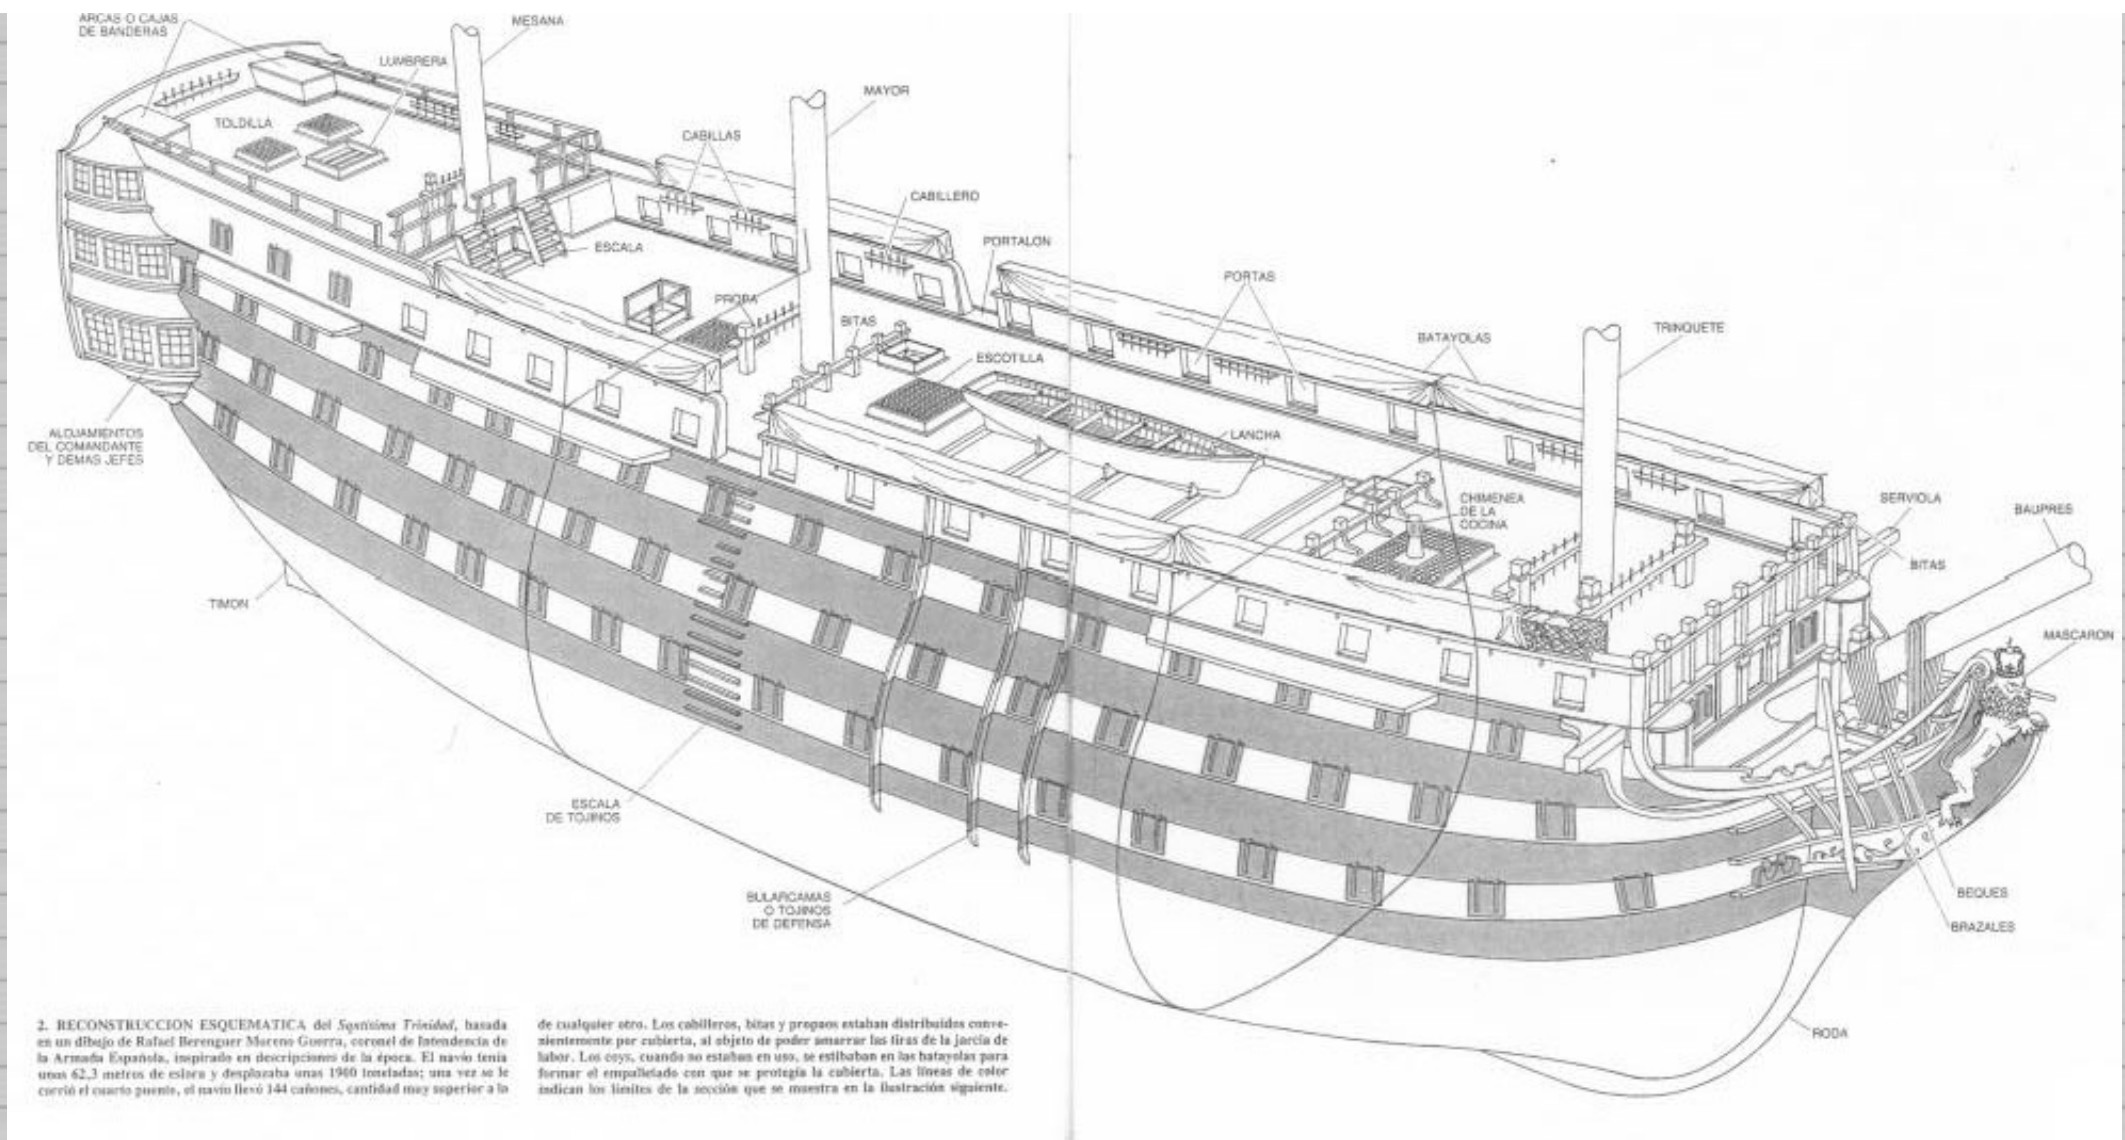 ARCAS O CAJAS
DE BANDERAS
MESANA
LUMBRERA
MAYOR
TOLDILLA
CABILLAS
CABILLERO
ESCALA
PORTALON
PORTAS
PROPA
BITAS
ESCOTILLA
BATAYOLAS
TRINQUETE
ALOJAMIENTOS
DEL COMANDANTE
Y DEMAS JEFES
LANCHA
CHIMENEA
DE LA
COCINA
SERVIOLA
BAUPRES
BITAS
TIMON
MASCARON
ESCALA
DE TOJINOS
BULARCAMAS
O TOJINOS
DE DEFENSA
BEQUES
BRAZALES
RODA
2. RECONSTRUCCION ESQUEMATICA del Santísima Trinidad, basada
en un dibujo de Rafael Berenguer Moreno Guerra, coronel de Intendencia de
la Armada Española, inspirado en descripciones de la época. El navío tenía
unos 62,3 metros de eslora y desplazaba unas 1900 toneladas; una vez se le
corrió el cuarto puente, el navío llevó 144 cañones, cantidad muy superior a la
de cualquier otro. Los cabilleros, bitas y propaos estaban distribuidos conve-
nientemente por cubierta, al objeto de poder amarrar las tiras de la jarcia de
labor. Los coys, cuando no estaban en uso, se estibaban en las batayolas para
formar el empalletado con que se protegía la cubierta. Las líneas de color
indican los límites de la sección que se muestra en la ilustración siguiente.